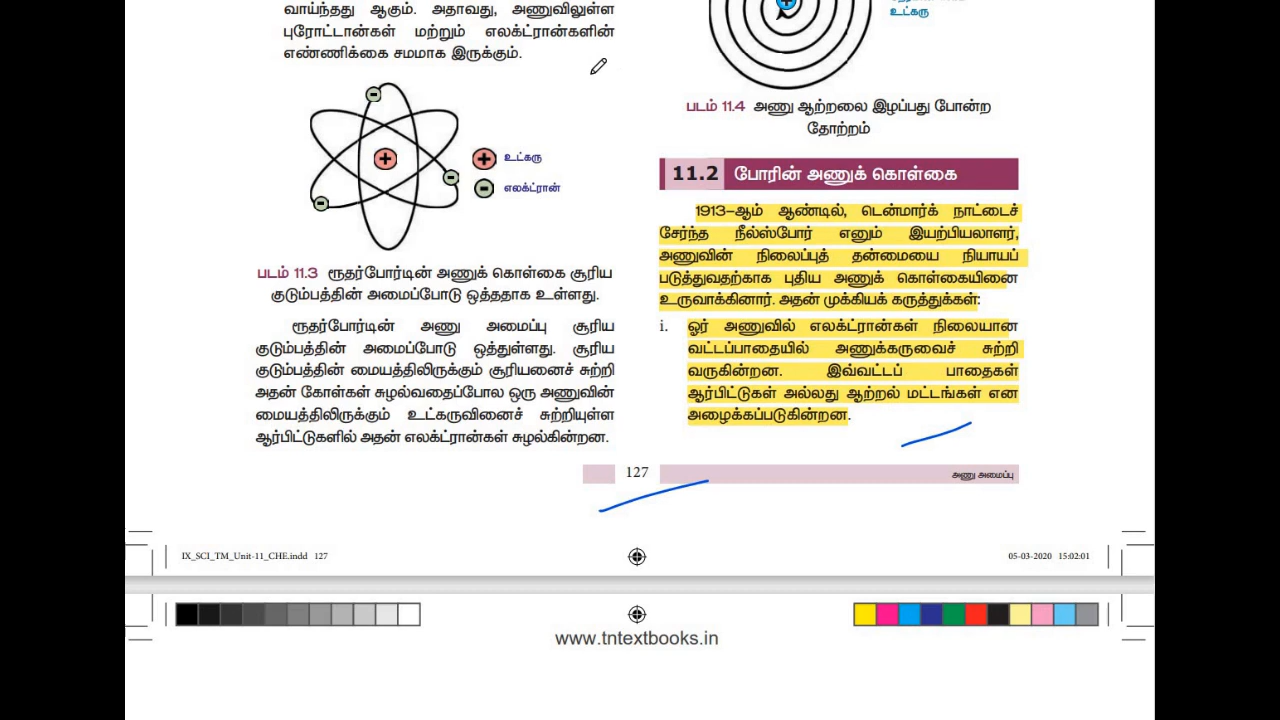 வாய்ந்தது ஆகும். அதாவது, அணுவிலுள்ள
புரோட்டான்கள் மற்றும் எலக்ட்ரான்களின்
எண்ணிக்கை சமமாக இருக்கும்.
உட்கரு
எலக்ட்ரான்
படம் 11.3 ரூதர்போர்டின் அணுக் கொள்கை சூரிய
குடும்பத்தின் அமைப்போடு ஒத்ததாக உள்ளது.
ரூதர்போர்டின் அணு அமைப்பு சூரிய
குடும்பத்தின் அமைப்போடு ஒத்துள்ளது. சூரிய
குடும்பத்தின் மையத்திலிருக்கும் சூரியனைச் சுற்றி
அதன் கோள்கள் சுழல்வதைப்போல ஒரு அணுவின்
மையத்திலிருக்கும் உட்கருவினைச் சுற்றியுள்ள
ஆர்பிட்டுகளில் அதன் எலக்ட்ரான்கள் சுழல்கின்றன.
உட்கரு
படம் 11.4 அணு ஆற்றலை இழப்பது போன்ற
தோற்றம்
11.2 போரின் அணுக் கொள்கை
1913-ஆம் ஆண்டில், டென்மார்க் நாட்டைச்
சேர்ந்த நீல்ஸ்போர் எனும் இயற்பியலாளர்,
அணுவின் நிலைப்புத் தன்மையை நியாயப்
படுத்துவதற்காக புதிய அணுக் கொள்கையினை
உருவாக்கினார். அதன் முக்கியக் கருத்துக்கள்:
i. ஓர் அணுவில் எலக்ட்ரான்கள் நிலையான
வட்டப்பாதையில் அணுக்கருவைச் சுற்றி
வருகின்றன. இவ்வட்டப் பாதைகள்
ஆர்பிட்டுகள் அல்லது ஆற்றல் மட்டங்கள் என
அழைக்கப்படுகின்றன.
127
அணு அமைப்பு
IX_SCI_TM_Unit-11_CHE.indd 127
05-03-2020 15:02:01
www.tntextbooks.in